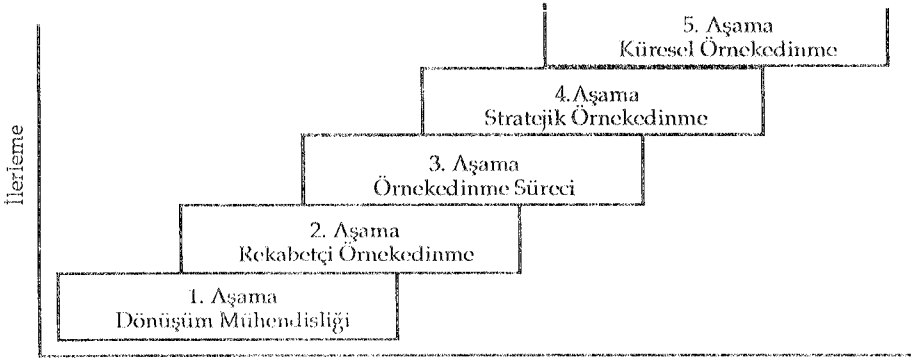 5. Aşama
Küresel Örnekedinme
4.Aşama
Stratejik Örnekedinme
3. Aşama
Örnekedinme Süreci
2. Aşama
Rekabetçi Örnekedinme
1. Aşama
Dönüşüm Mühendisliği
İlerleme